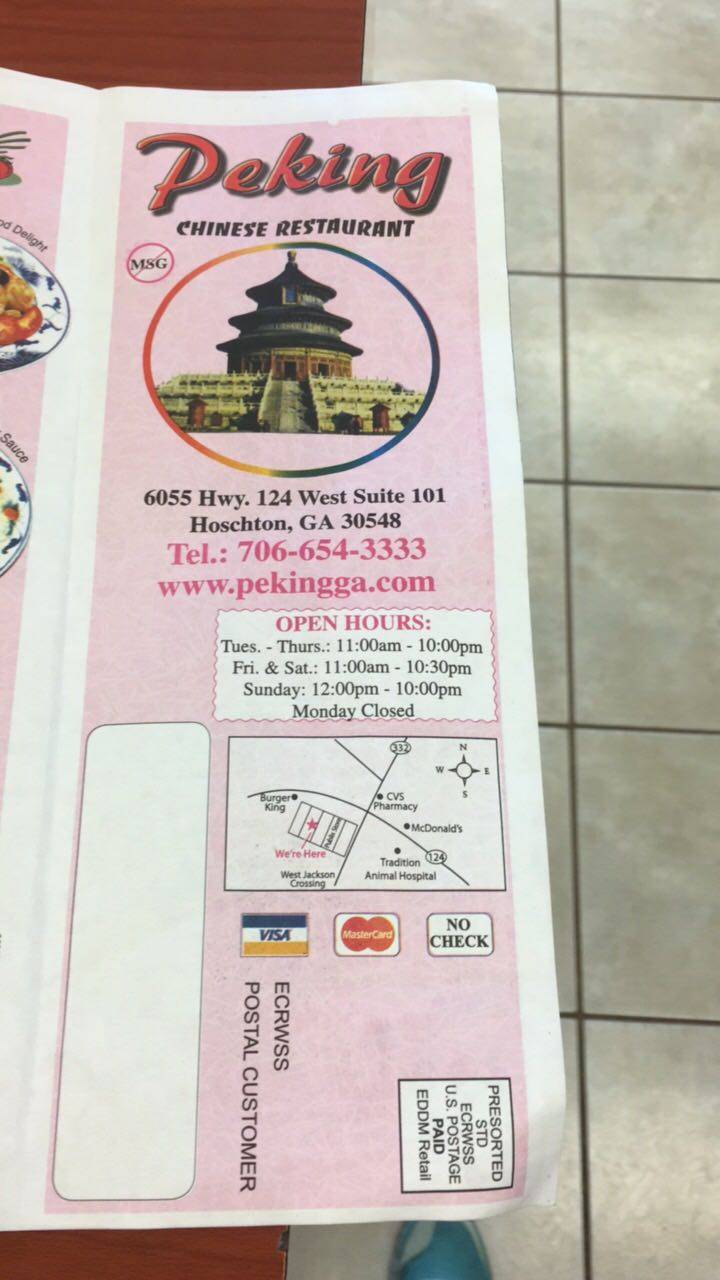 Peking
CHINESE RESTAURANT
MSG
Delight
Sauce
6055 Hwy. 124 West Suite 101
Hoschton, GA 30548
Tel.: 706-654-3333
www.pekingga.com
OPEN HOURS:
Tues. - Thurs.: 11:00am - 10:00pm
Fri. & Sat.: 11:00am - 10:30pm
Sunday: 12:00pm - 10:00pm
Monday Closed
332
N
W E
S
Burger
King
CVS
Pharmacy
McDonald's
We're Here
124
Tradition
Animal Hospital
West Jackson
Crossing
VISA
MasterCard
NO
CHECK
ECRWSS
POSTAL CUSTOMER
PRESORTED
STD
ECRWSS
U.S. POSTAGE
PAID
EDDM Retail